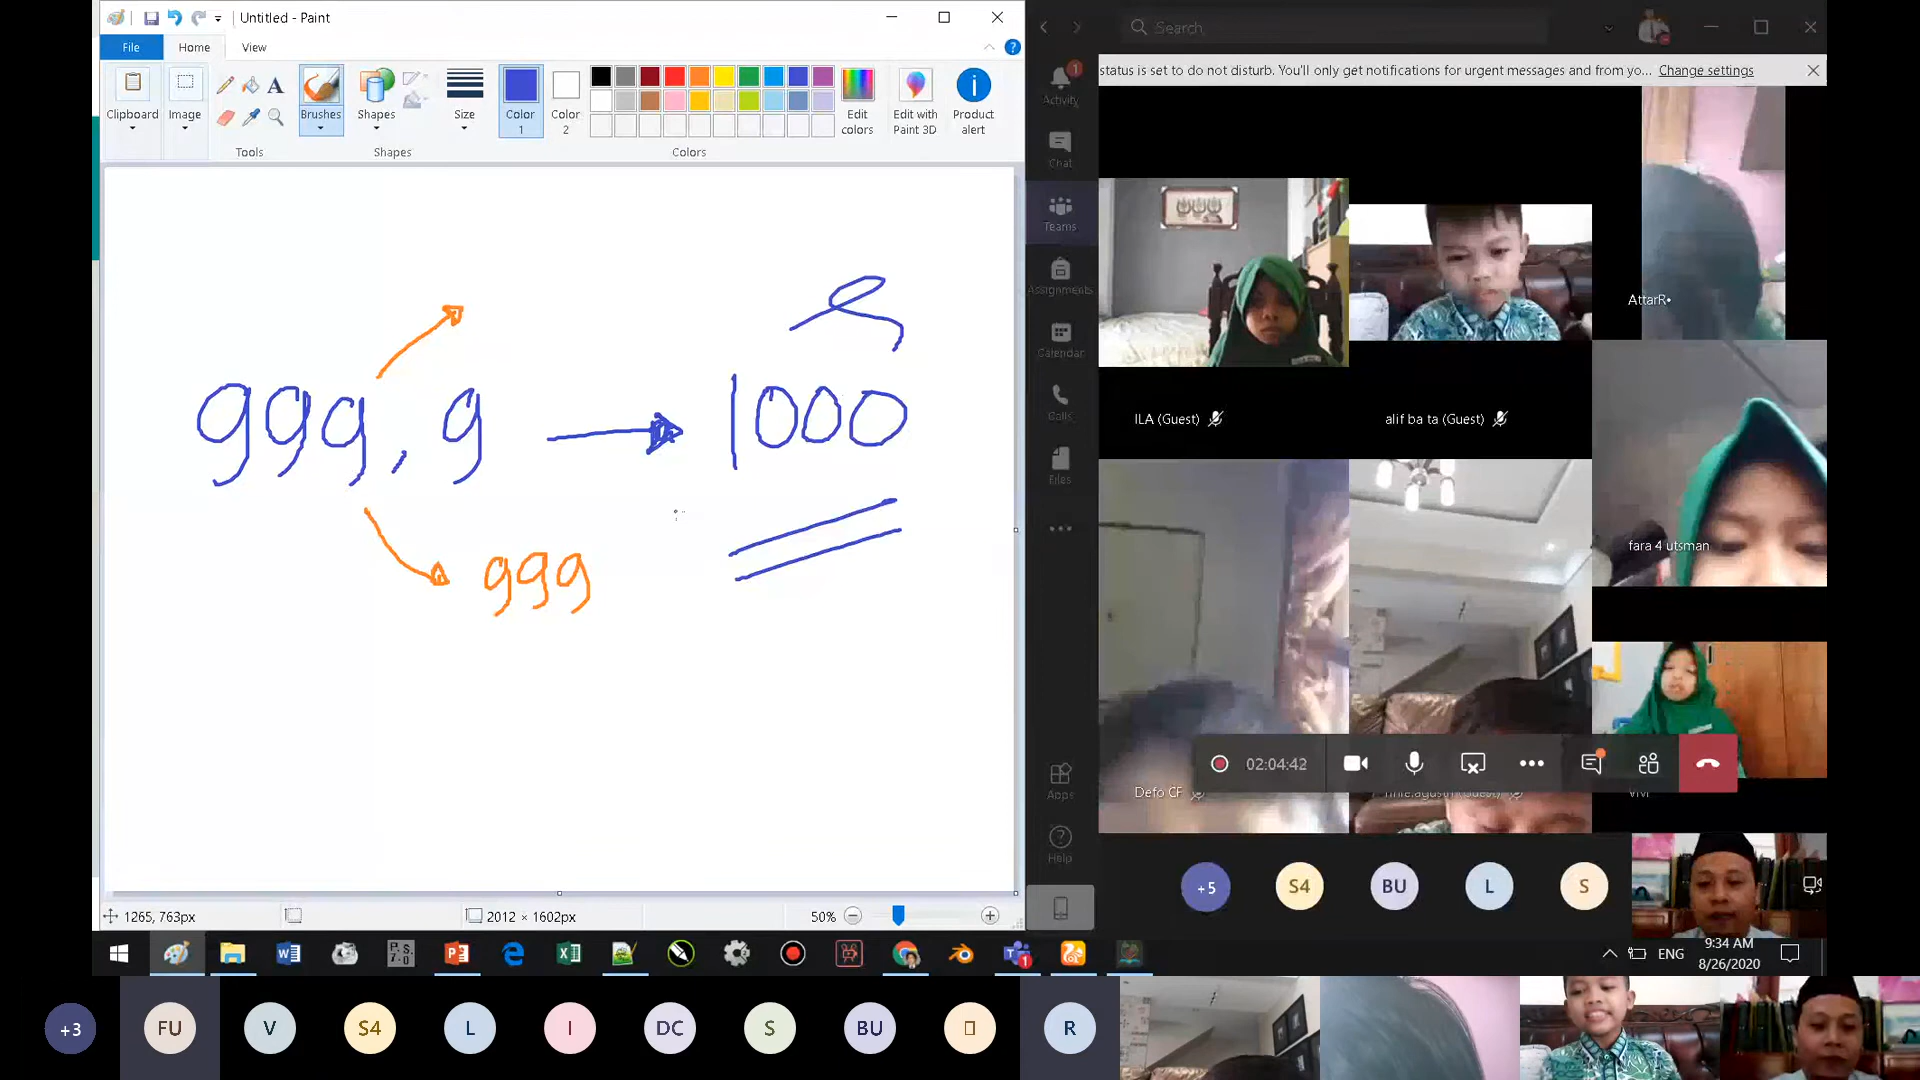 Untitled - Paint
File Home View
Clipboard
Image
Tools
Brushes
Shapes
Shapes
Size
Color 1
Color 2
Colors
Edit colors
Edit with Paint 3D
Product alert
999,9 1000
999
1265, 763px
2012 × 1602px
50%
Search
status is set to do not disturb. You'll only get notifications for urgent messages and from yo... Change settings
1
Activity
Chat
Teams
Assignments
Calendar
Calls
Files
Apps
Help
AttarR•
ILA (Guest)
alif ba ta (Guest)
fara 4 utsman
02:04:42
Defo CF
+5 S4 BU L S
P.S. 7.0
1
ENG
9:34 AM
8/26/2020
+3 FU V S4 L I DC S BU R